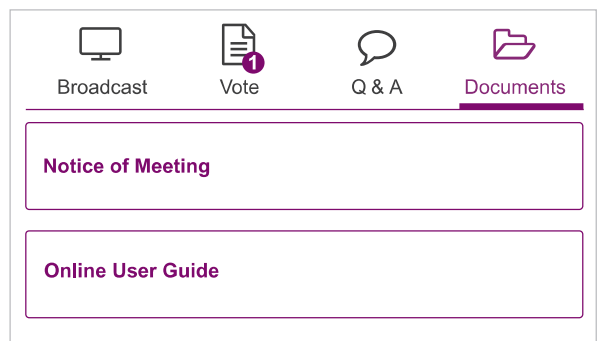 1
Broadcast Vote Q & A Documents
Notice of Meeting
Online User Guide